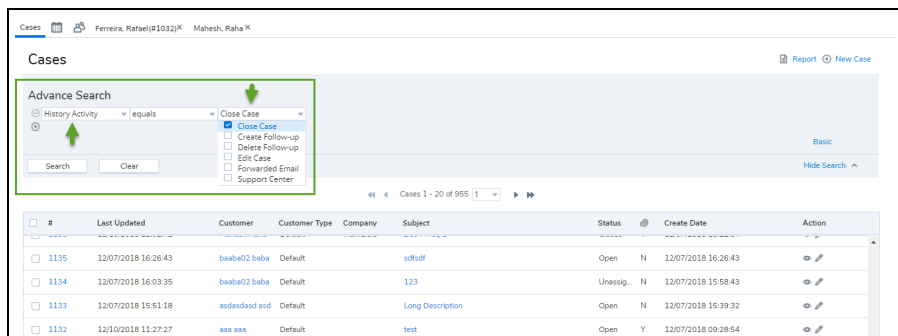 Cases Ferreira, Rafael(#1032)X Mahesh, Raha X
Cases
Report New Case
Advance Search
History Activity equals Close Case
Close Case
Create Follow-up
Delete Follow-up
Edit Case
Forwarded Email
Support Center
Basic
Search Clear Hide Search
Cases 1 - 20 of 955 1
# Last Updated Customer Customer Type Company Subject Status Create Date Action
1135 12/07/2018 16:26:43 baaba02 baba Default sdfsdf Open N 12/07/2018 16:26:43
1134 12/07/2018 16:03:35 baaba02 baba Default 123 Unassig... N 12/07/2018 15:58:43
1133 12/07/2018 15:51:18 asdasdasd asd Default Long Description Open N 12/07/2018 15:39:32
1132 12/10/2018 11:27:27 aaa aaa Default test Open Y 12/07/2018 09:28:54